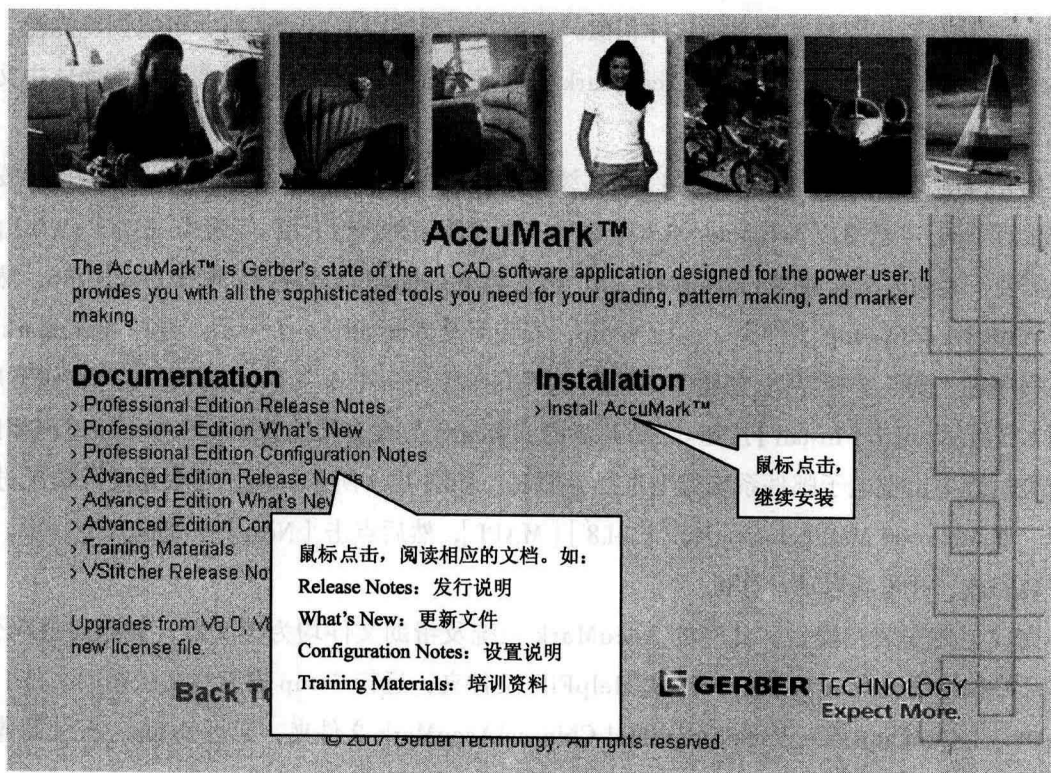 AccuMark™
The AccuMark™ is Gerber's state of the art CAD software application designed for the power user. It
provides you with all the sophisticated tools you need for your grading, pattern making, and marker
making.
Documentation
› Professional Edition Release Notes
› Professional Edition What's New
› Professional Edition Configuration Notes
› Advanced Edition Release Notes
› Advanced Edition What's New
› Advanced Edition
› Training Materials
› VStitcher Release
Upgrades from V8.0,
new license file.
Back
Installation
› Install AccuMark™
鼠标点击，
继续安装
鼠标点击，阅读相应的文档。如：
Release Notes：发行说明
What's New：更新文件
Configuration Notes：设置说明
Training Materials：培训资料
GERBER TECHNOLOGY
Expect More.
© 2007 Gerber Technology. All rights reserved.